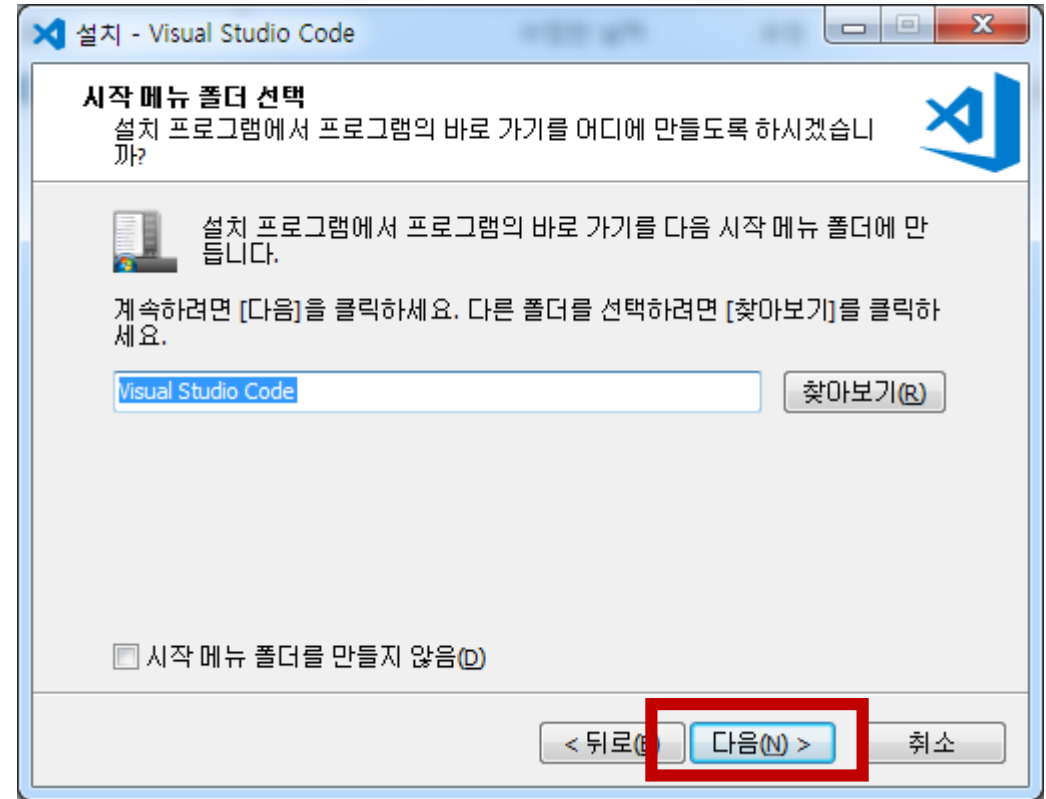 설치 - Visual Studio Code
시작 메뉴 폴더 선택
설치 프로그램에서 프로그램의 바로 가기를 어디에 만들도록 하시겠습니
까?
설치 프로그램에서 프로그램의 바로 가기를 다음 시작 메뉴 폴더에 만
듭니다.
계속하려면 [다음]을 클릭하세요. 다른 폴더를 선택하려면 [찾아보기]를 클릭하
세요.
Visual Studio Code
찾아보기(R)
시작 메뉴 폴더를 만들지 않음(D)
< 뒤로(B)
다음(N) >
취소